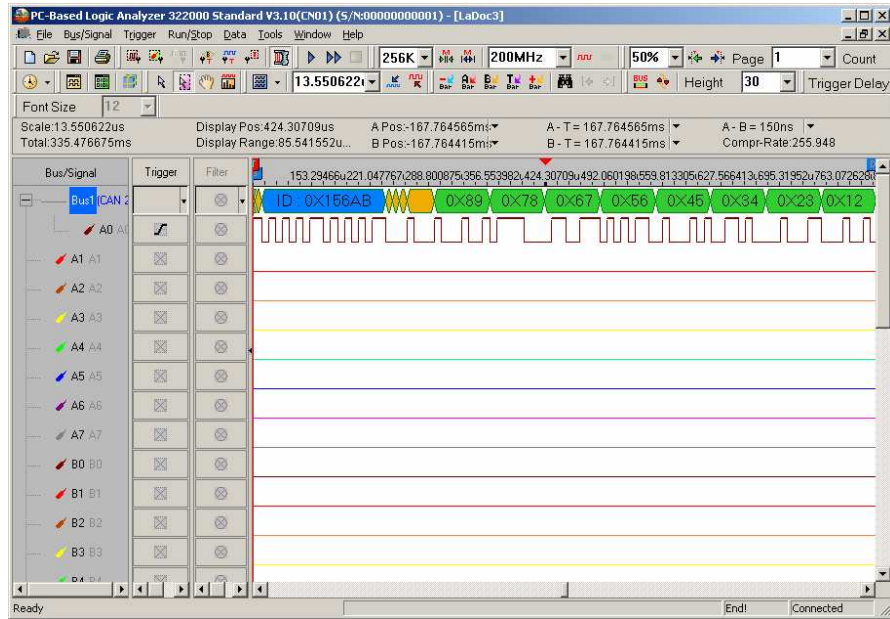 PC-Based Logic Analyzer 322000 Standard V3.10(CN01) (S/N:00000000001) - [LaDoc3]
File Bus/Signal Trigger Run/Stop Data Tools Window Help
256K 200MHz 50% Page 1 Count
Height 30 Trigger Delay
Font Size 12
Scale:13.550622us Display Pos:424.30709us A Pos:-167.764565ms A - T = 167.764565ms A - B = 150ns
Total:335.476675ms Display Range:85.541552u... B Pos:-167.764415ms B - T = 167.764415ms Compr-Rate:255.948
Bus/Signal Trigger Filter
Bus1 (CAN 2 ID : 0X156AB 0X89 0X78 0X67 0X56 0X45 0X34 0X23 0X12
A0
A1 A1
A2 A2
A3 A3
A4 A4
A5 A5
A6 A6
A7 A7
B0 B0
B1 B1
B2 B2
B3 B3
B4 B4
Ready End! Connected